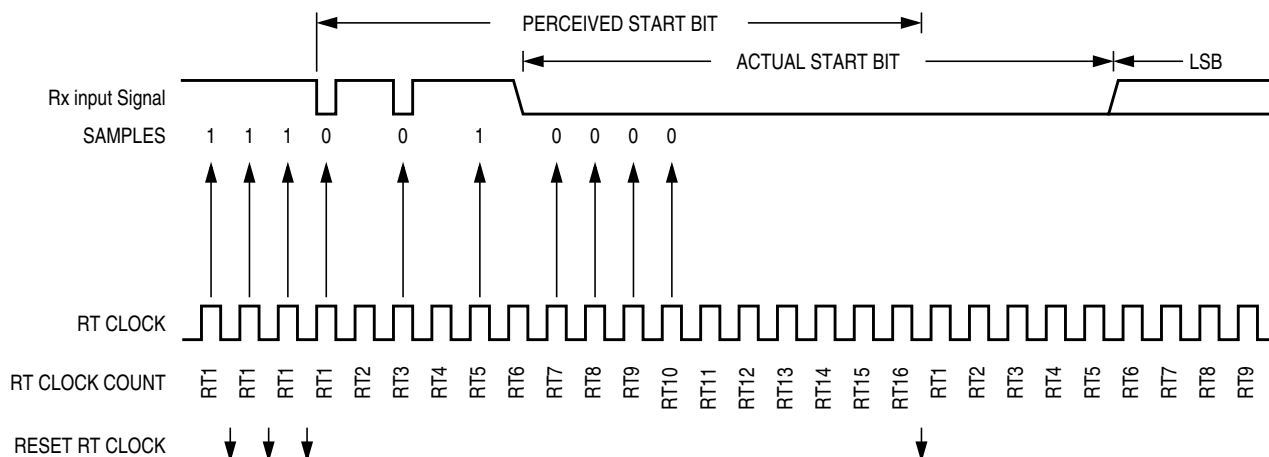 PERCEIVED START BIT
ACTUAL START BIT
LSB
Rx input Signal
SAMPLES 1 1 1 0 0 1 0 0 0 0
RT CLOCK
RT CLOCK COUNT RT1 RT1 RT1 RT1 RT2 RT3 RT4 RT5 RT6 RT7 RT8 RT9 RT10 RT11 RT12 RT13 RT14 RT15 RT16 RT1 RT2 RT3 RT4 RT5 RT6 RT7 RT8 RT9
RESET RT CLOCK